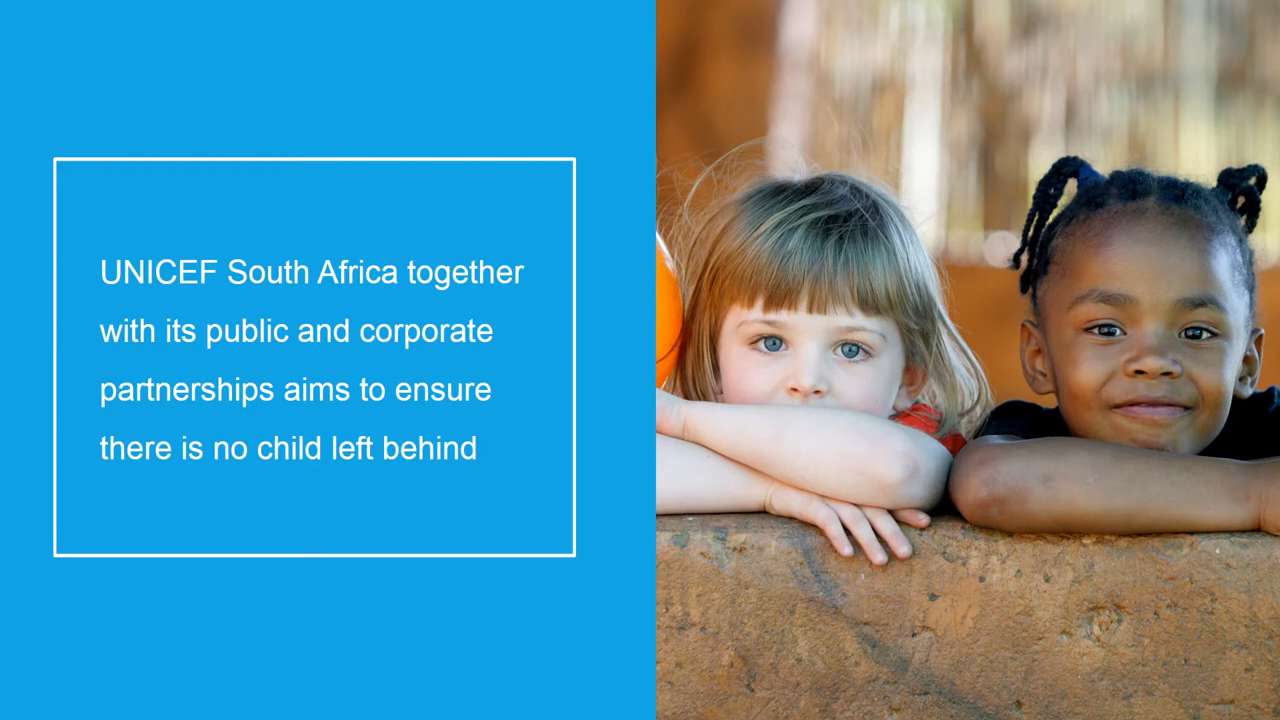 UNICEF South Africa together
with its public and corporate
partnerships aims to ensure
there is no child left behind